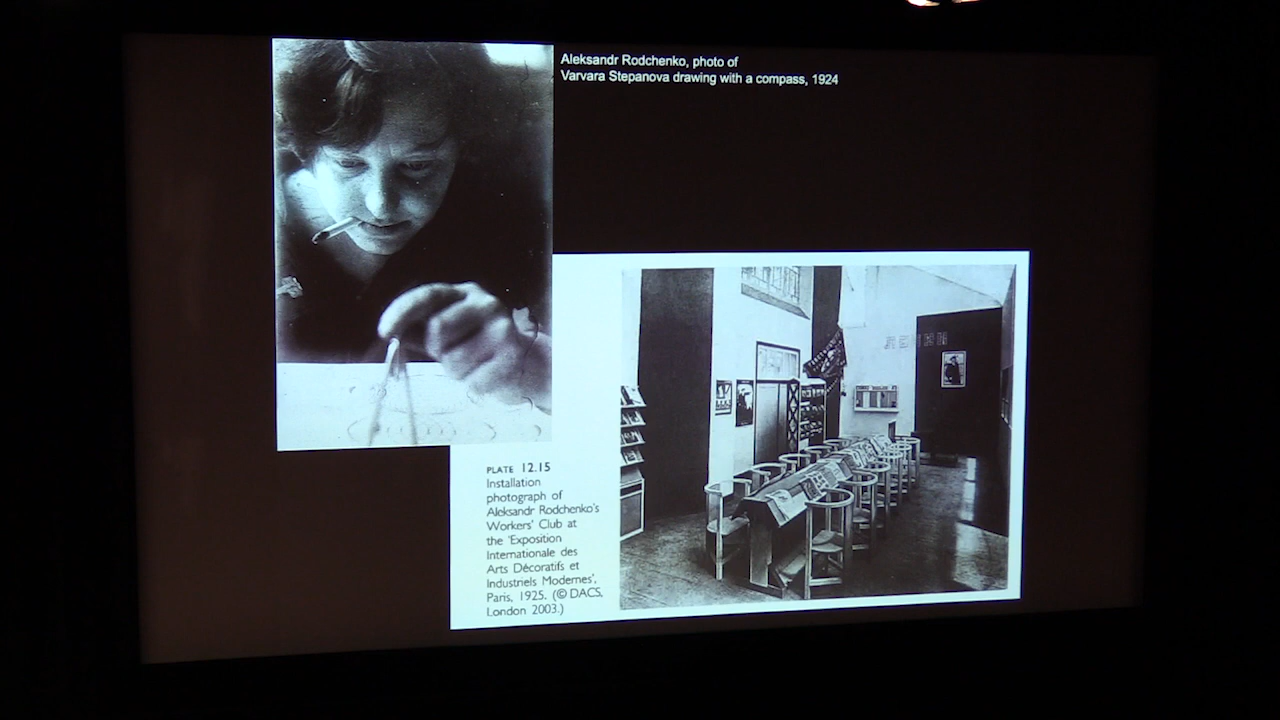 Aleksandr Rodchenko, photo of
Varvara Stepanova drawing with a compass, 1924
PLATE 12.15
Installation
photograph of
Aleksandr Rodchenko's
Workers' Club at
the 'Exposition
Internationale des
Arts Décoratifs et
Industriels Modernes',
Paris, 1925. (© DACS,
London 2003.)